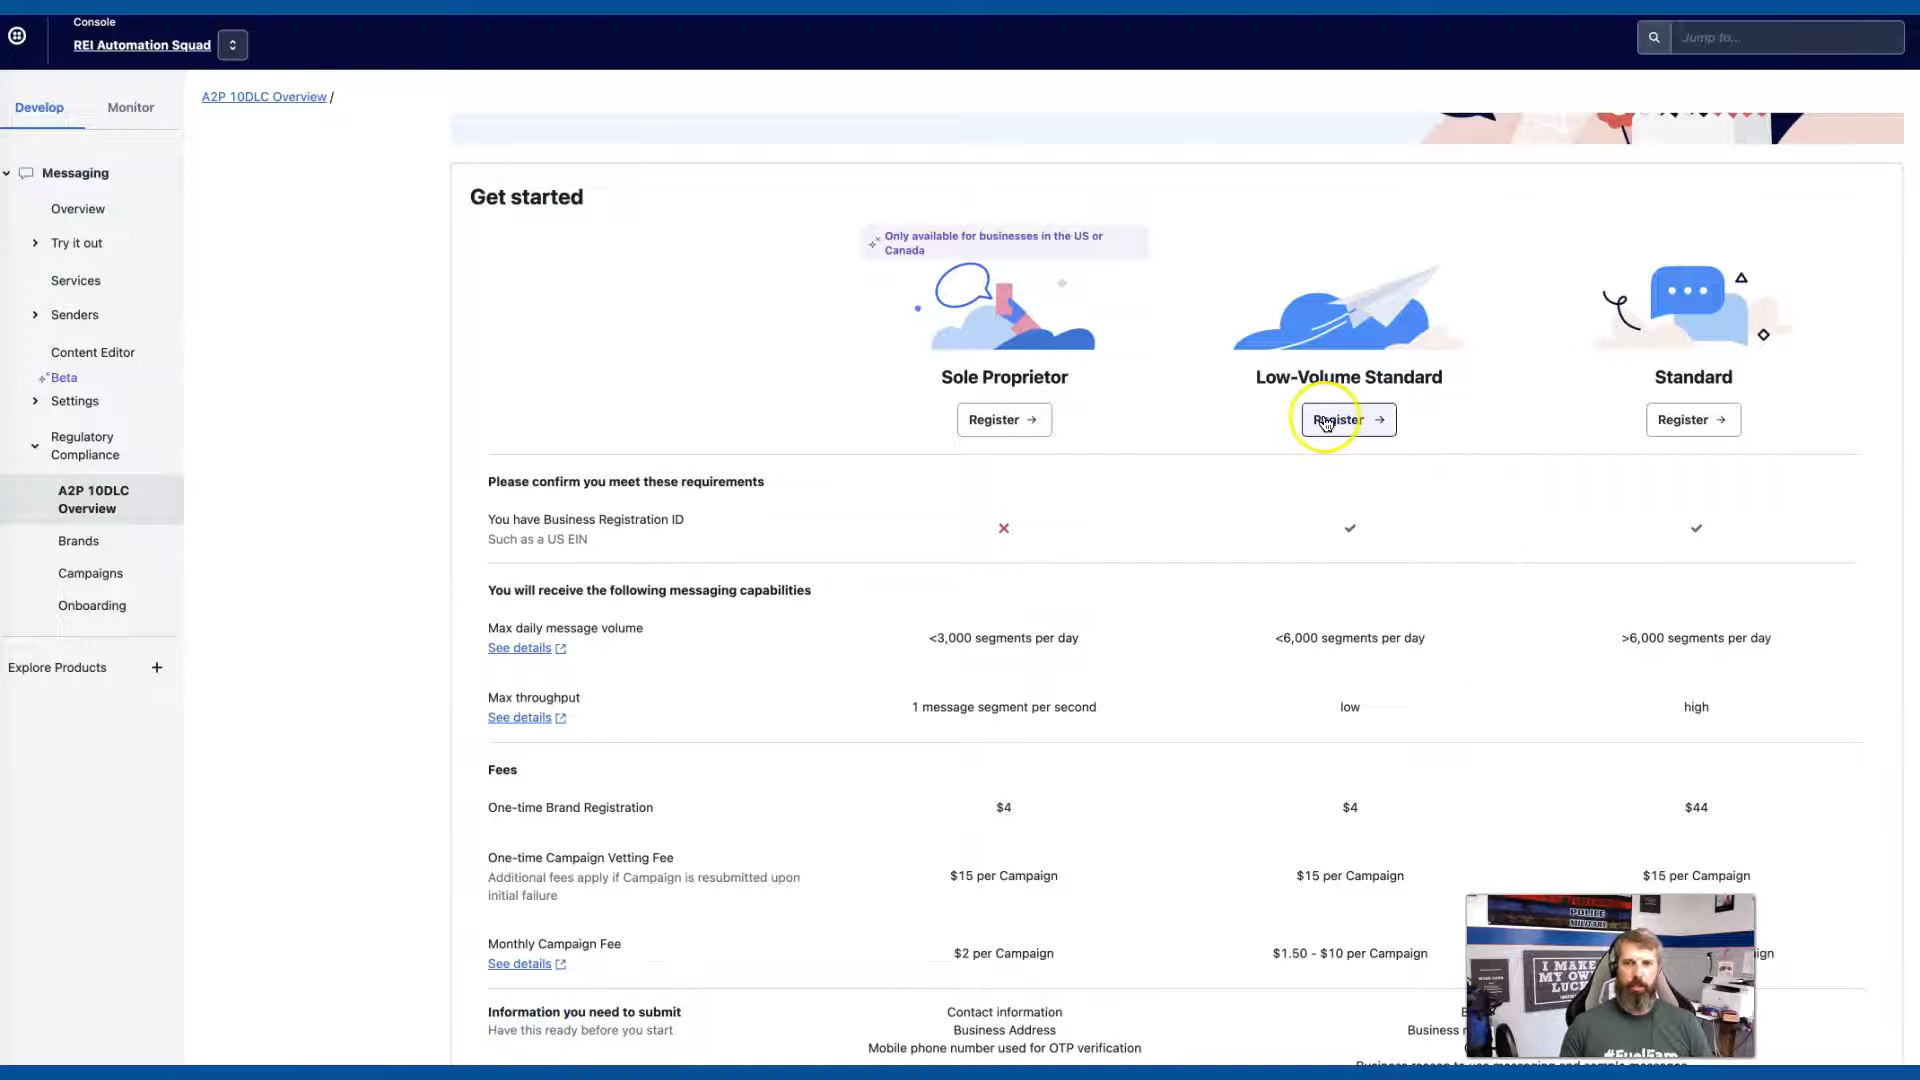 Console
REI Automation Squad
Jump to...
Develop
Monitor
A2P 10DLC Overview /
Messaging
Overview
Try it out
Services
Senders
Content Editor
Beta
Settings
Regulatory
Compliance
A2P 10DLC
Overview
Brands
Campaigns
Onboarding
Explore Products +
Get started
Only available for businesses in the US or
Canada
Sole Proprietor
Low-Volume Standard
Standard
Register →
Register →
Register →
Please confirm you meet these requirements
You have Business Registration ID
Such as a US EIN
You will receive the following messaging capabilities
Max daily message volume
See details
<3,000 segments per day
<6,000 segments per day
>6,000 segments per day
Max throughput
See details
1 message segment per second
low
high
Fees
One-time Brand Registration
$4
$4
$44
One-time Campaign Vetting Fee
Additional fees apply if Campaign is resubmitted upon
initial failure
$15 per Campaign
$15 per Campaign
$15 per Campaign
Monthly Campaign Fee
See details
$2 per Campaign
$1.50 - $10 per Campaign
Information you need to submit
Have this ready before you start
Contact information
Business Address
Mobile phone number used for OTP verification
Business
POLICE
MILITARY
I MAKE
MY OWN
LUCK
#FuelFam